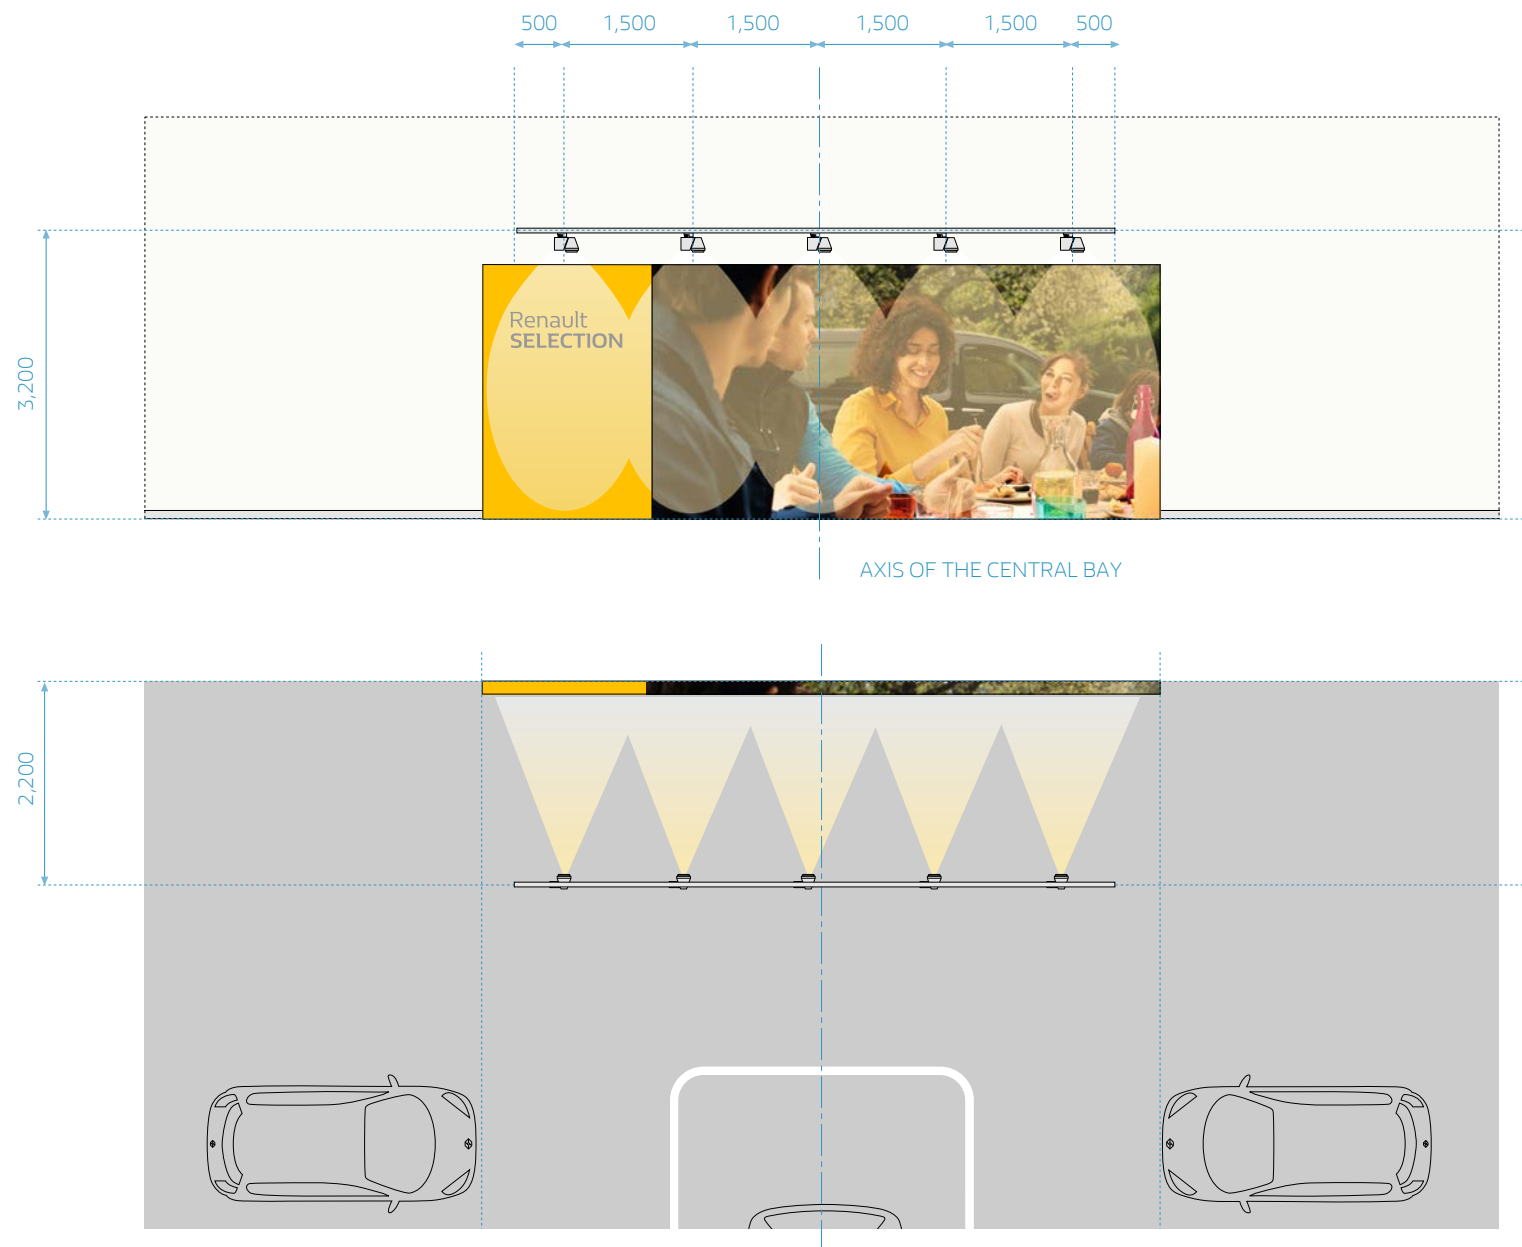 500 1,500 1,500 1,500 1,500 500
3,200
Renault
SELECTION
AXIS OF THE CENTRAL BAY
2,200